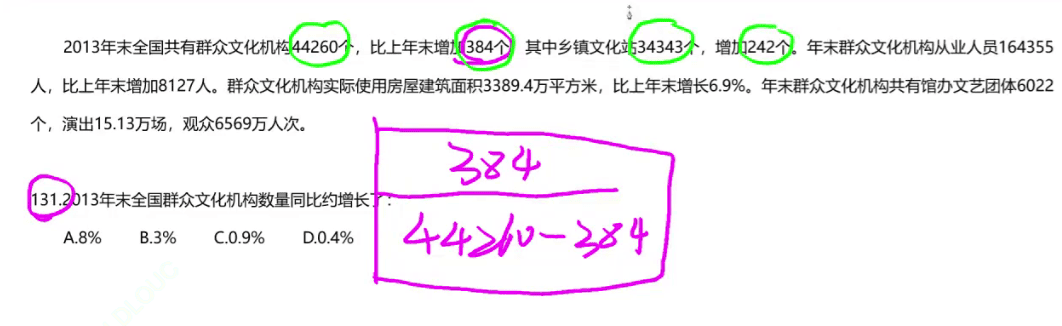 2013年末全国共有群众文化机构44260个，比上年末增加384个，其中乡镇文化站34343个，增加242个。年末群众文化机构从业人员164355
人，比上年末增加8127人。群众文化机构实际使用房屋建筑面积3389.4万平方米，比上年末增长6.9%。年末群众文化机构共有馆办文艺团体6022
个，演出15.13万场，观众6569万人次。
384
131.2013年末全国群众文化机构数量同比约增长了：
A.8% B.3% C.0.9% D.0.4%
44260-384